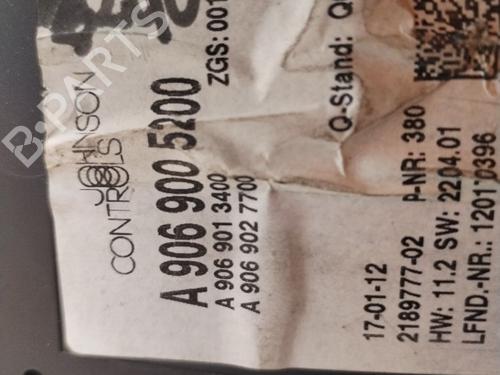 JOHNSON
CONTROLS
A 906 900 5200
ZGS: 001
A 906 901 3400
A 906 902 7700
Q-Stand:
17-01-12
2189777-02 P-NR: 380
HW: 11.2 SW: 2204.01
LFND.-NR.: 120110396
B-PARTS